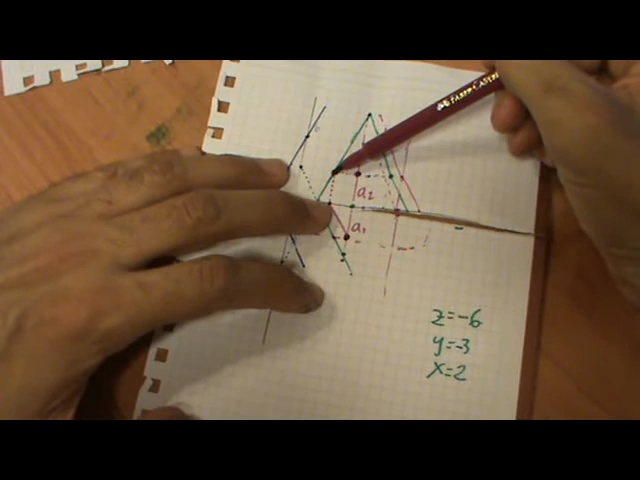 FABER-CASTELL
a₂
a₁
z=-6
y=-3
x=2